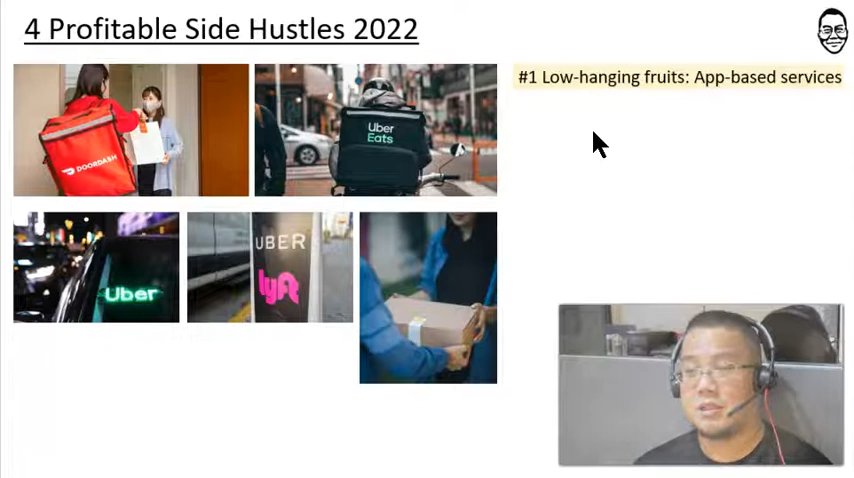 4 Profitable Side Hustles 2022
#1 Low-hanging fruits: App-based services
DOORDASH
Uber
Eats
Uber
UBER
lyft